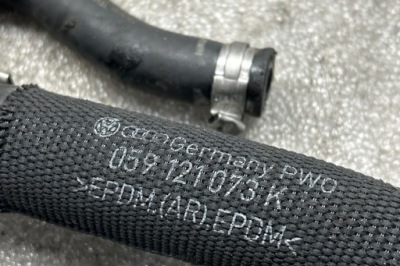 Germany PWO
059 121 073 K
>EPDM.(AR).EPDM<